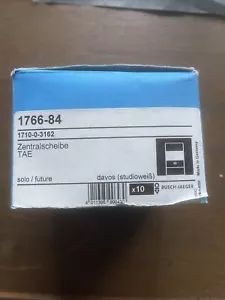 1766-84
1710-0-3162
Zentralscheibe
TAE
Made in Germany
solo / future
davos (studioweiß)
x10
BUSCH-JAEGER